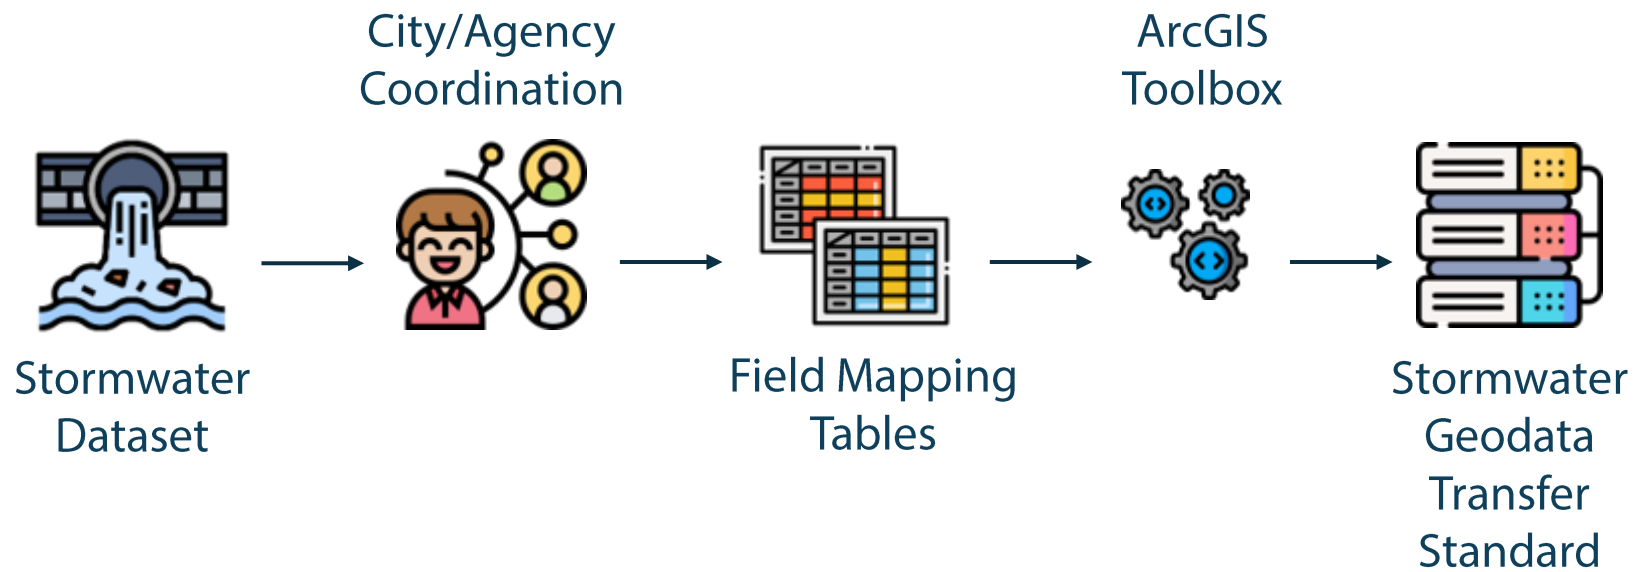 Stormwater
Dataset
City/Agency
Coordination
Field Mapping
Tables
ArcGIS
Toolbox
Stormwater
Geodata
Transfer
Standard